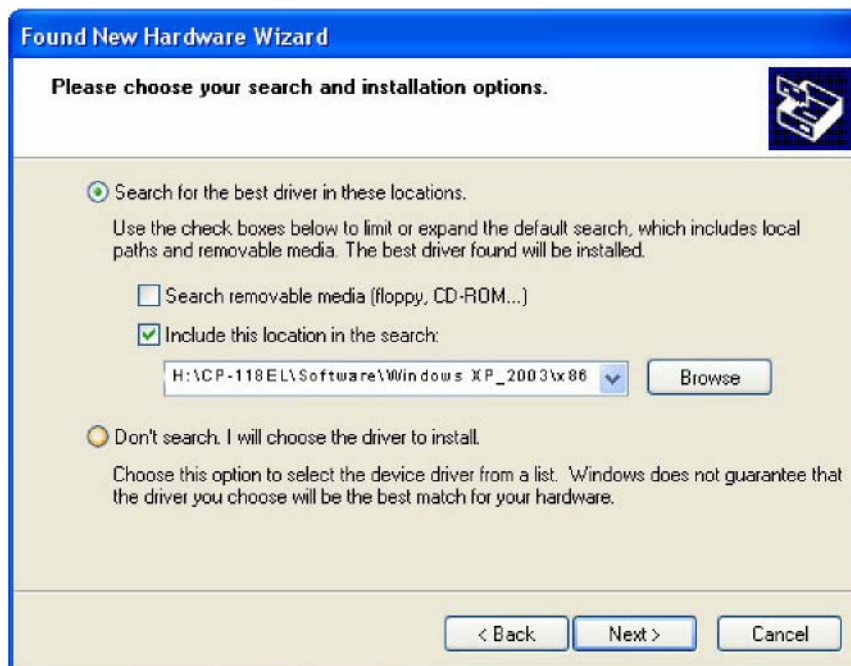 Found New Hardware Wizard
Please choose your search and installation options.
Search for the best driver in these locations.
Use the check boxes below to limit or expand the default search, which includes local
paths and removable media. The best driver found will be installed.
Search removable media (floppy, CD-ROM...)
Include this location in the search:
H:\CP-118EL\Software\Windows XP_2003\x86
Browse
Don't search. I will choose the driver to install.
Choose this option to select the device driver from a list. Windows does not guarantee that
the driver you choose will be the best match for your hardware.
< Back Next > Cancel